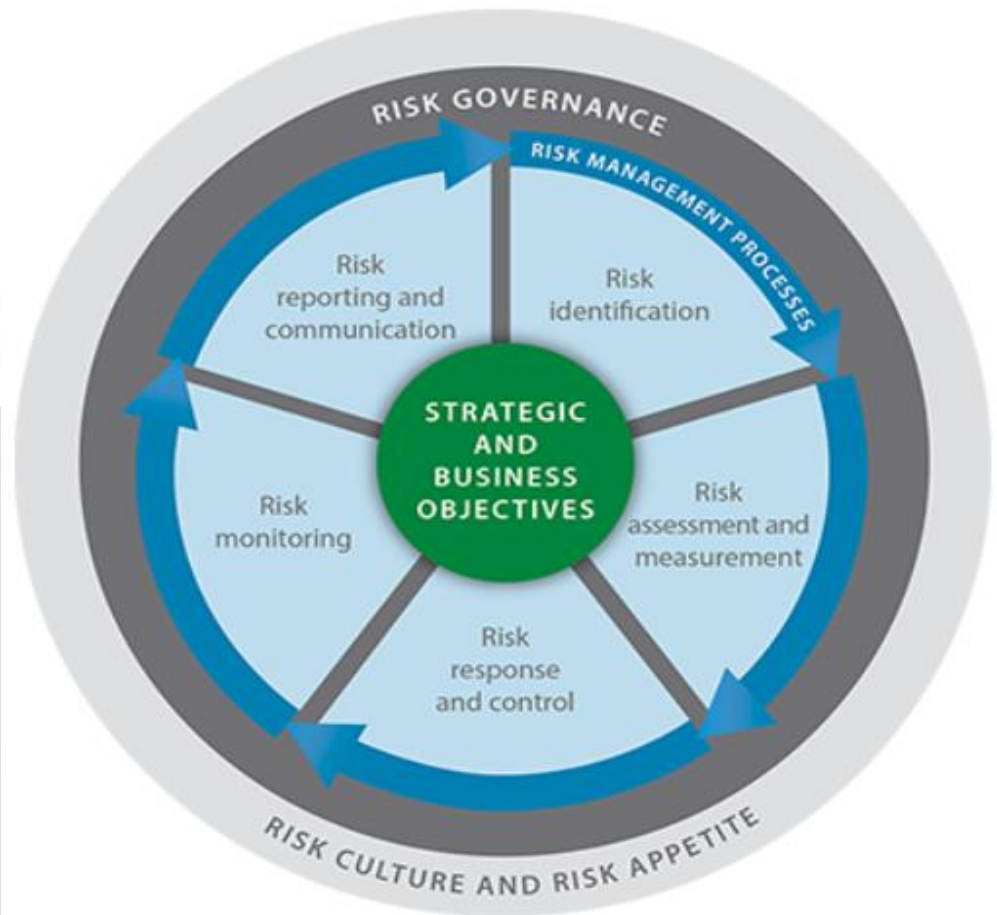 RISK GOVERNANCE
RISK MANAGEMENT PROCESSES
Risk
identification
Risk
reporting and
communication
STRATEGIC
AND
BUSINESS
OBJECTIVES
Risk
assessment and
measurement
Risk
monitoring
Risk
response
and control
RISK CULTURE AND RISK APPETITE